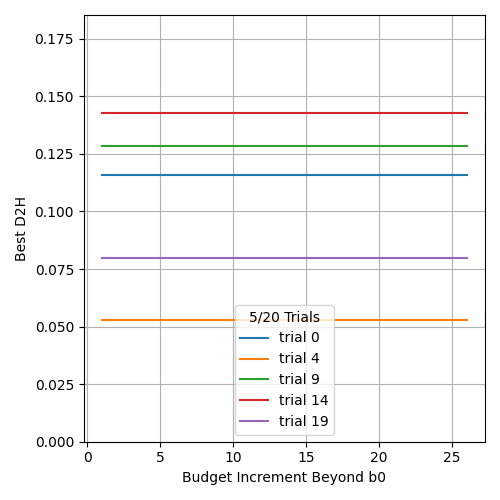 0.175
0.150
0.125
0.100
0.075
0.050
0.025
0.000
Best D2H
5/20 Trials
trial 0
trial 4
trial 9
trial 14
trial 19
0 5 10 15 20 25
Budget Increment Beyond b0